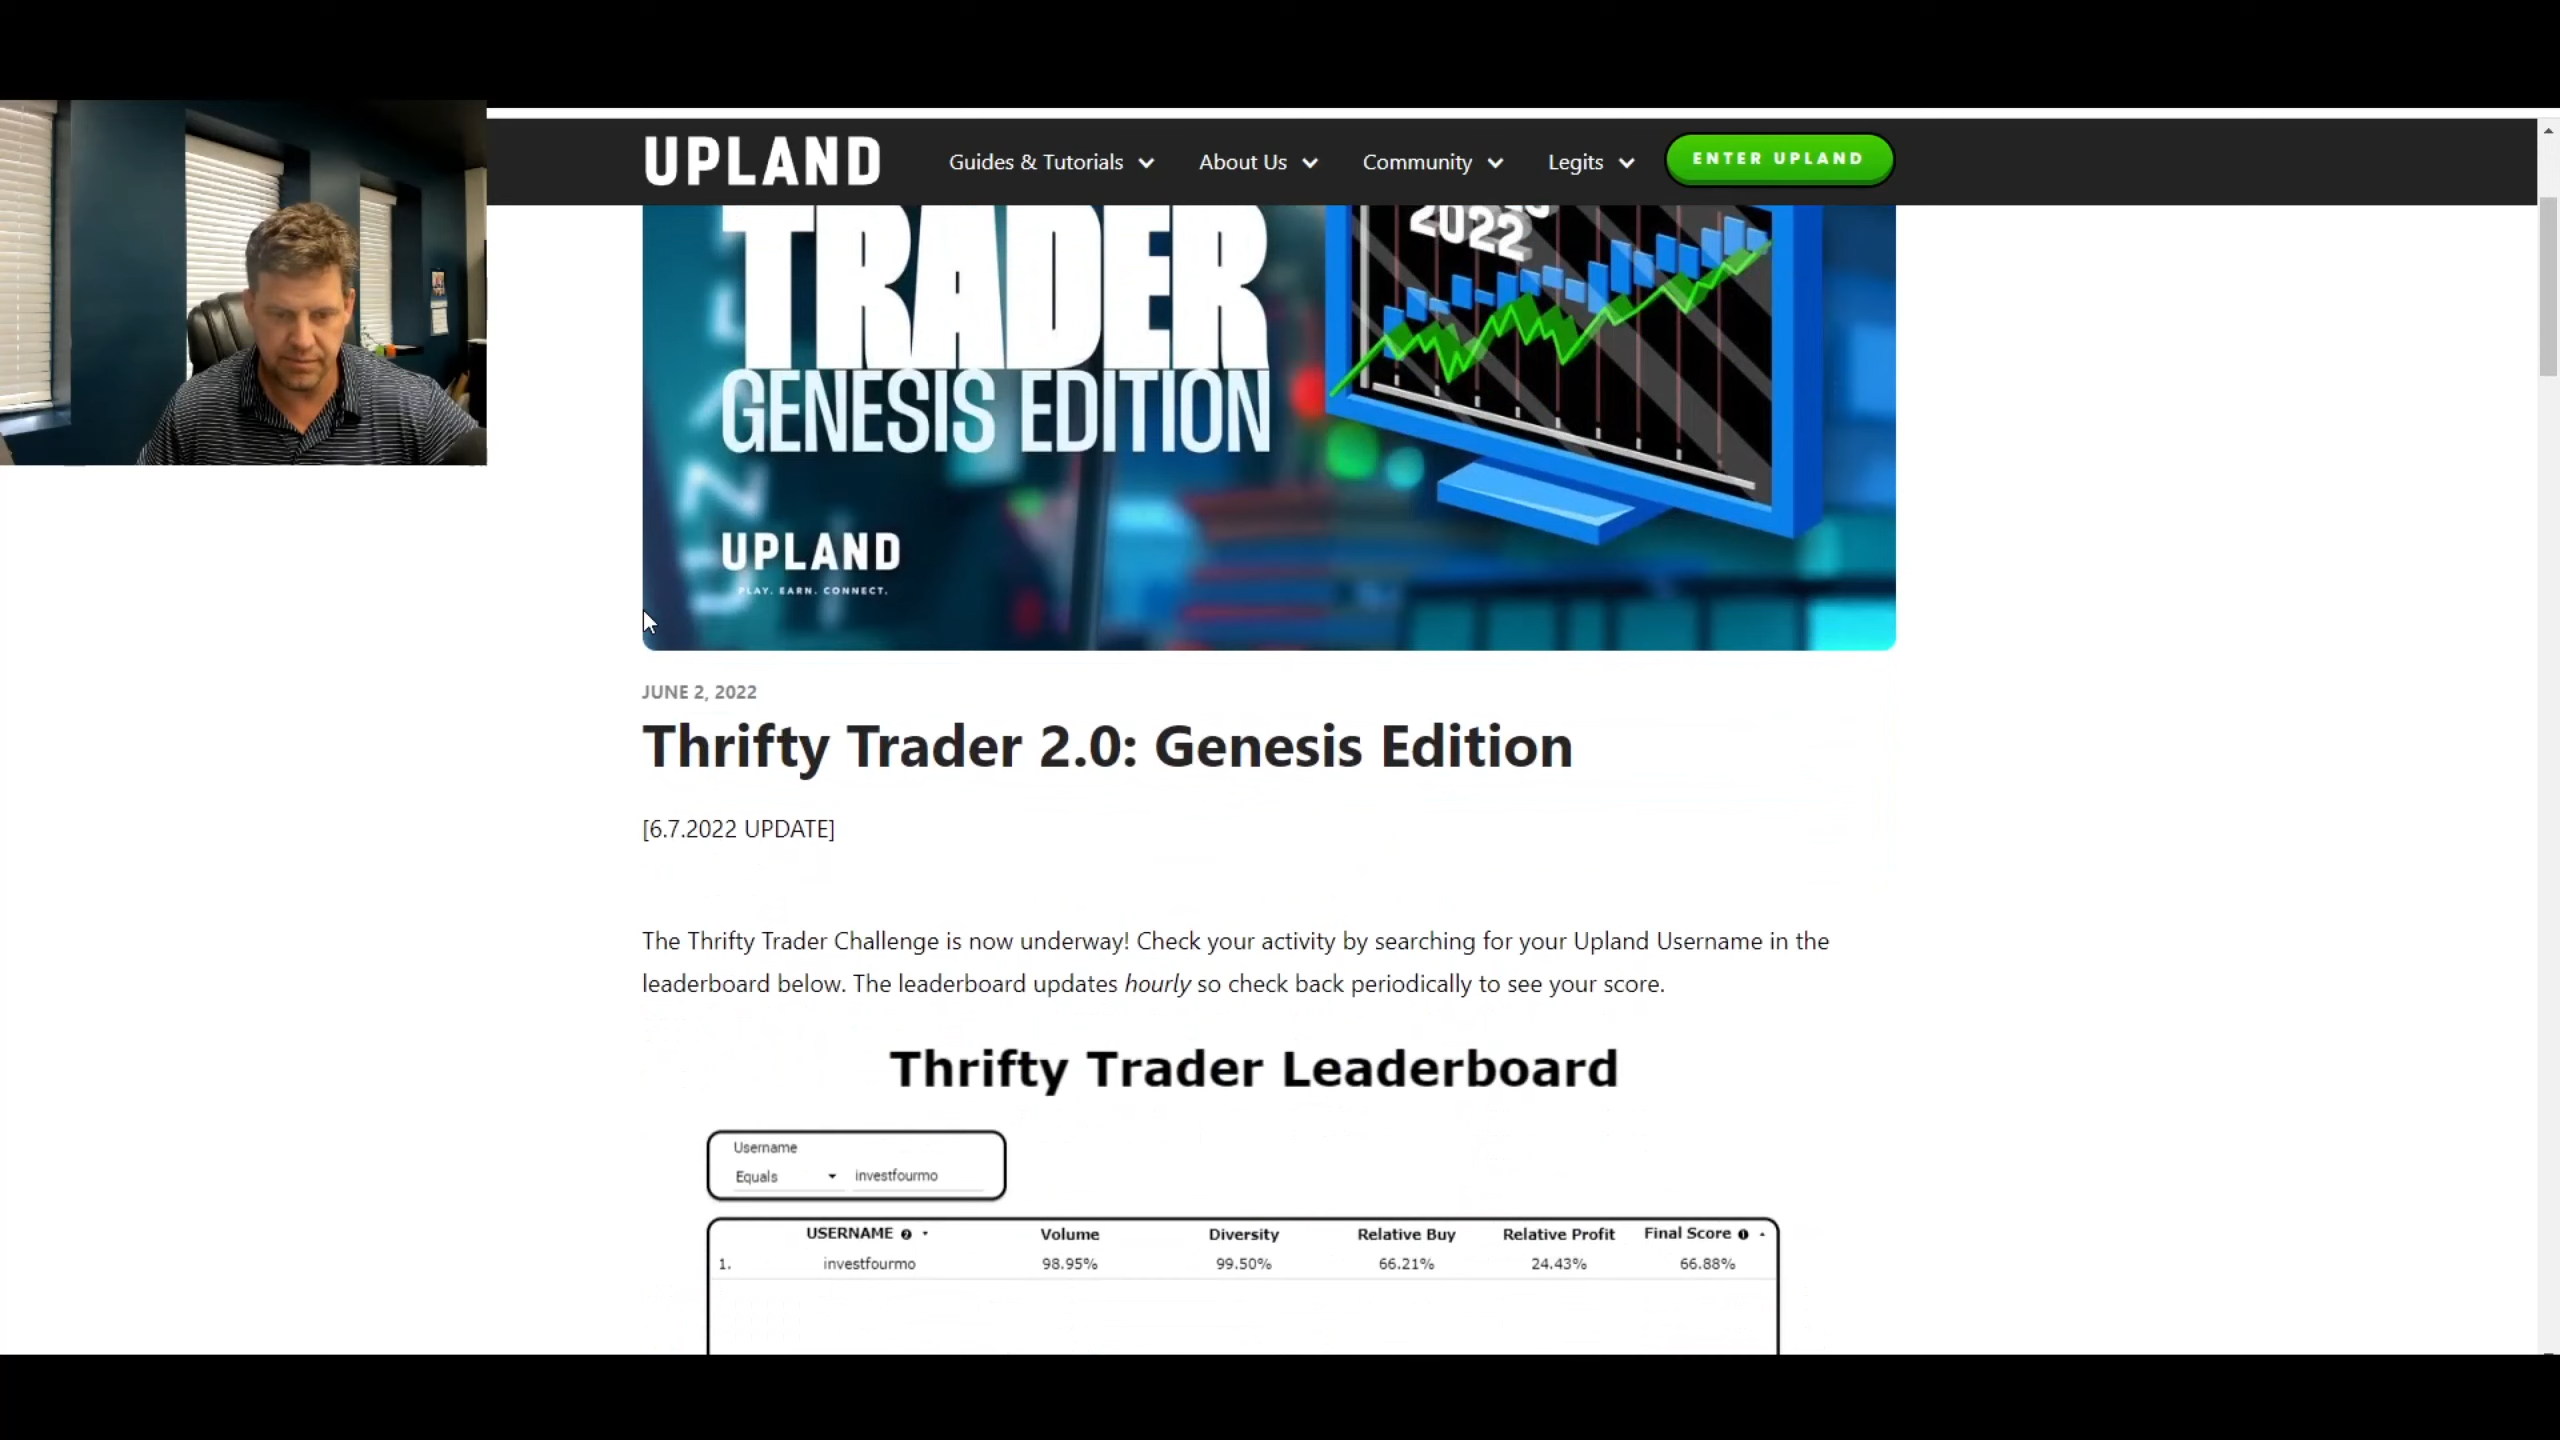 UPLAND
Guides & Tutorials
About Us
Community
Legits
ENTER UPLAND
2022
TRADER
GENESIS EDITION
UPLAND
PLAY. EARN. CONNECT.
JUNE 2, 2022
Thrifty Trader 2.0: Genesis Edition
[6.7.2022 UPDATE]
The Thrifty Trader Challenge is now underway! Check your activity by searching for your Upland Username in the
leaderboard below. The leaderboard updates hourly so check back periodically to see your score.
Thrifty Trader Leaderboard
Username
Equals investfourmo
USERNAME Volume Diversity Relative Buy Relative Profit Final Score
1. investfourmo 98.95% 99.50% 66.21% 24.43% 66.88%